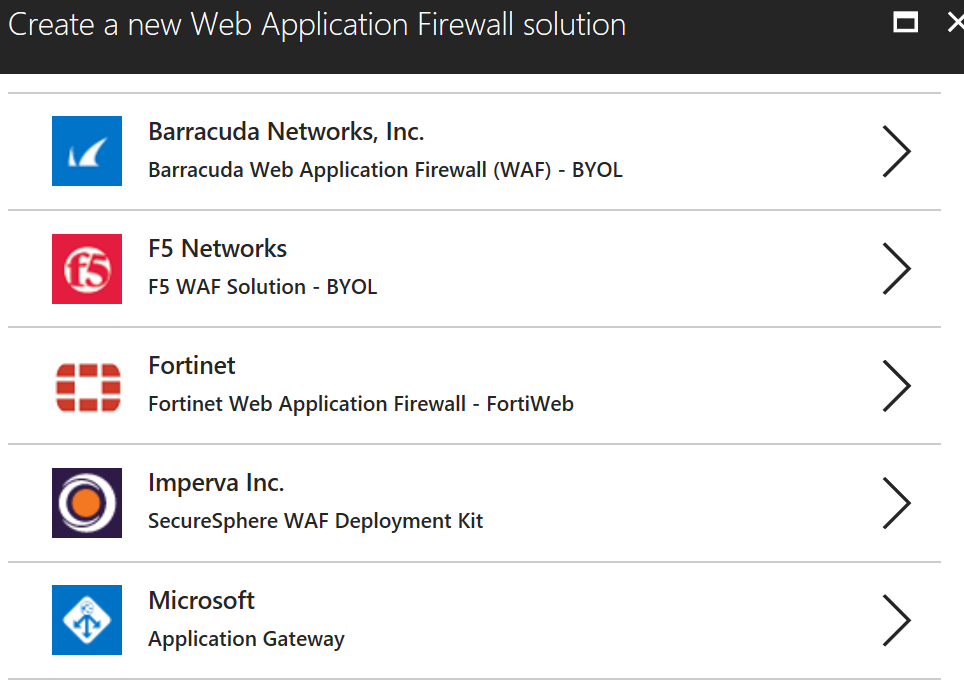 Create a new Web Application Firewall solution
Barracuda Networks, Inc.
Barracuda Web Application Firewall (WAF) - BYOL
f5
F5 Networks
F5 WAF Solution - BYOL
Fortinet
Fortinet Web Application Firewall - FortiWeb
Imperva Inc.
SecureSphere WAF Deployment Kit
Microsoft
Application Gateway